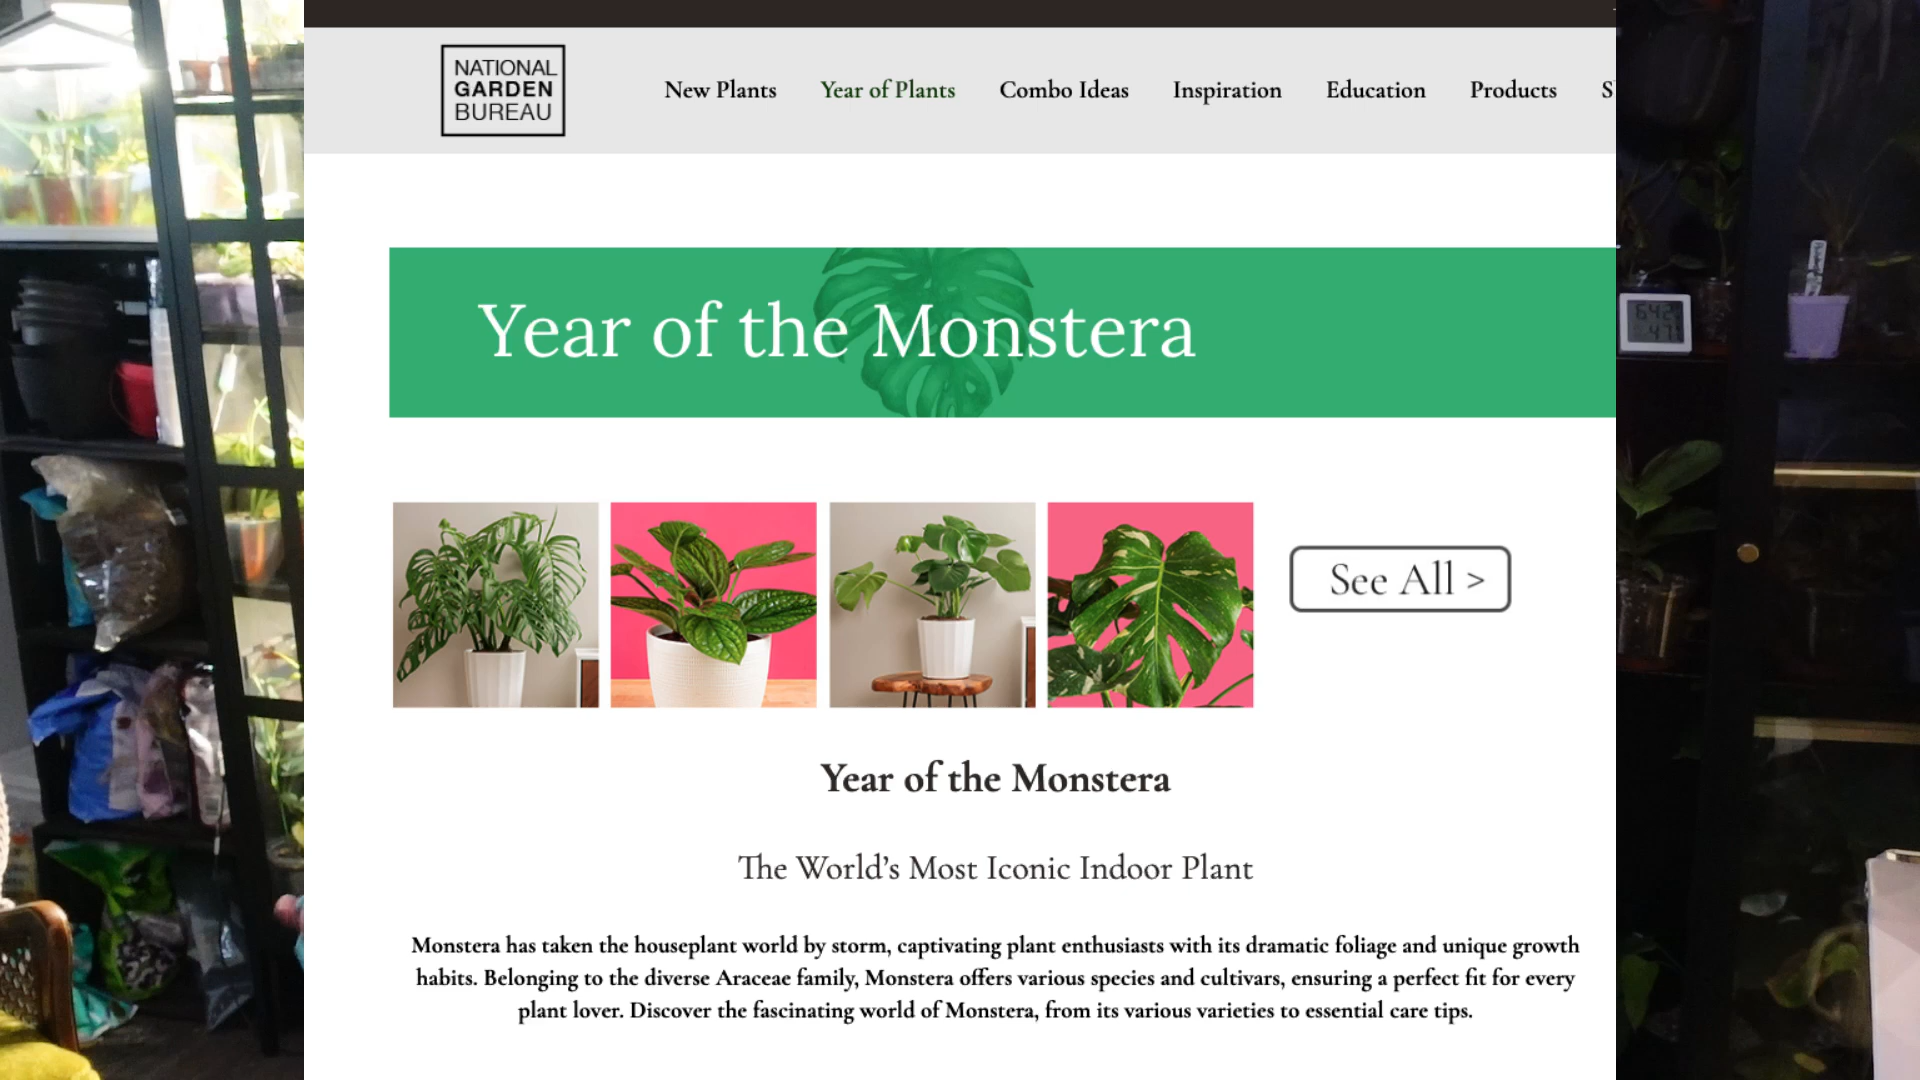 NATIONAL
GARDEN
BUREAU
New Plants Year of Plants Combo Ideas Inspiration Education Products
Year of the Monstera
See All >
Year of the Monstera
The World's Most Iconic Indoor Plant
Monstera has taken the houseplant world by storm, captivating plant enthusiasts with its dramatic foliage and unique growth
habits. Belonging to the diverse Araceae family, Monstera offers various species and cultivars, ensuring a perfect fit for every
plant lover. Discover the fascinating world of Monstera, from its various varieties to essential care tips.